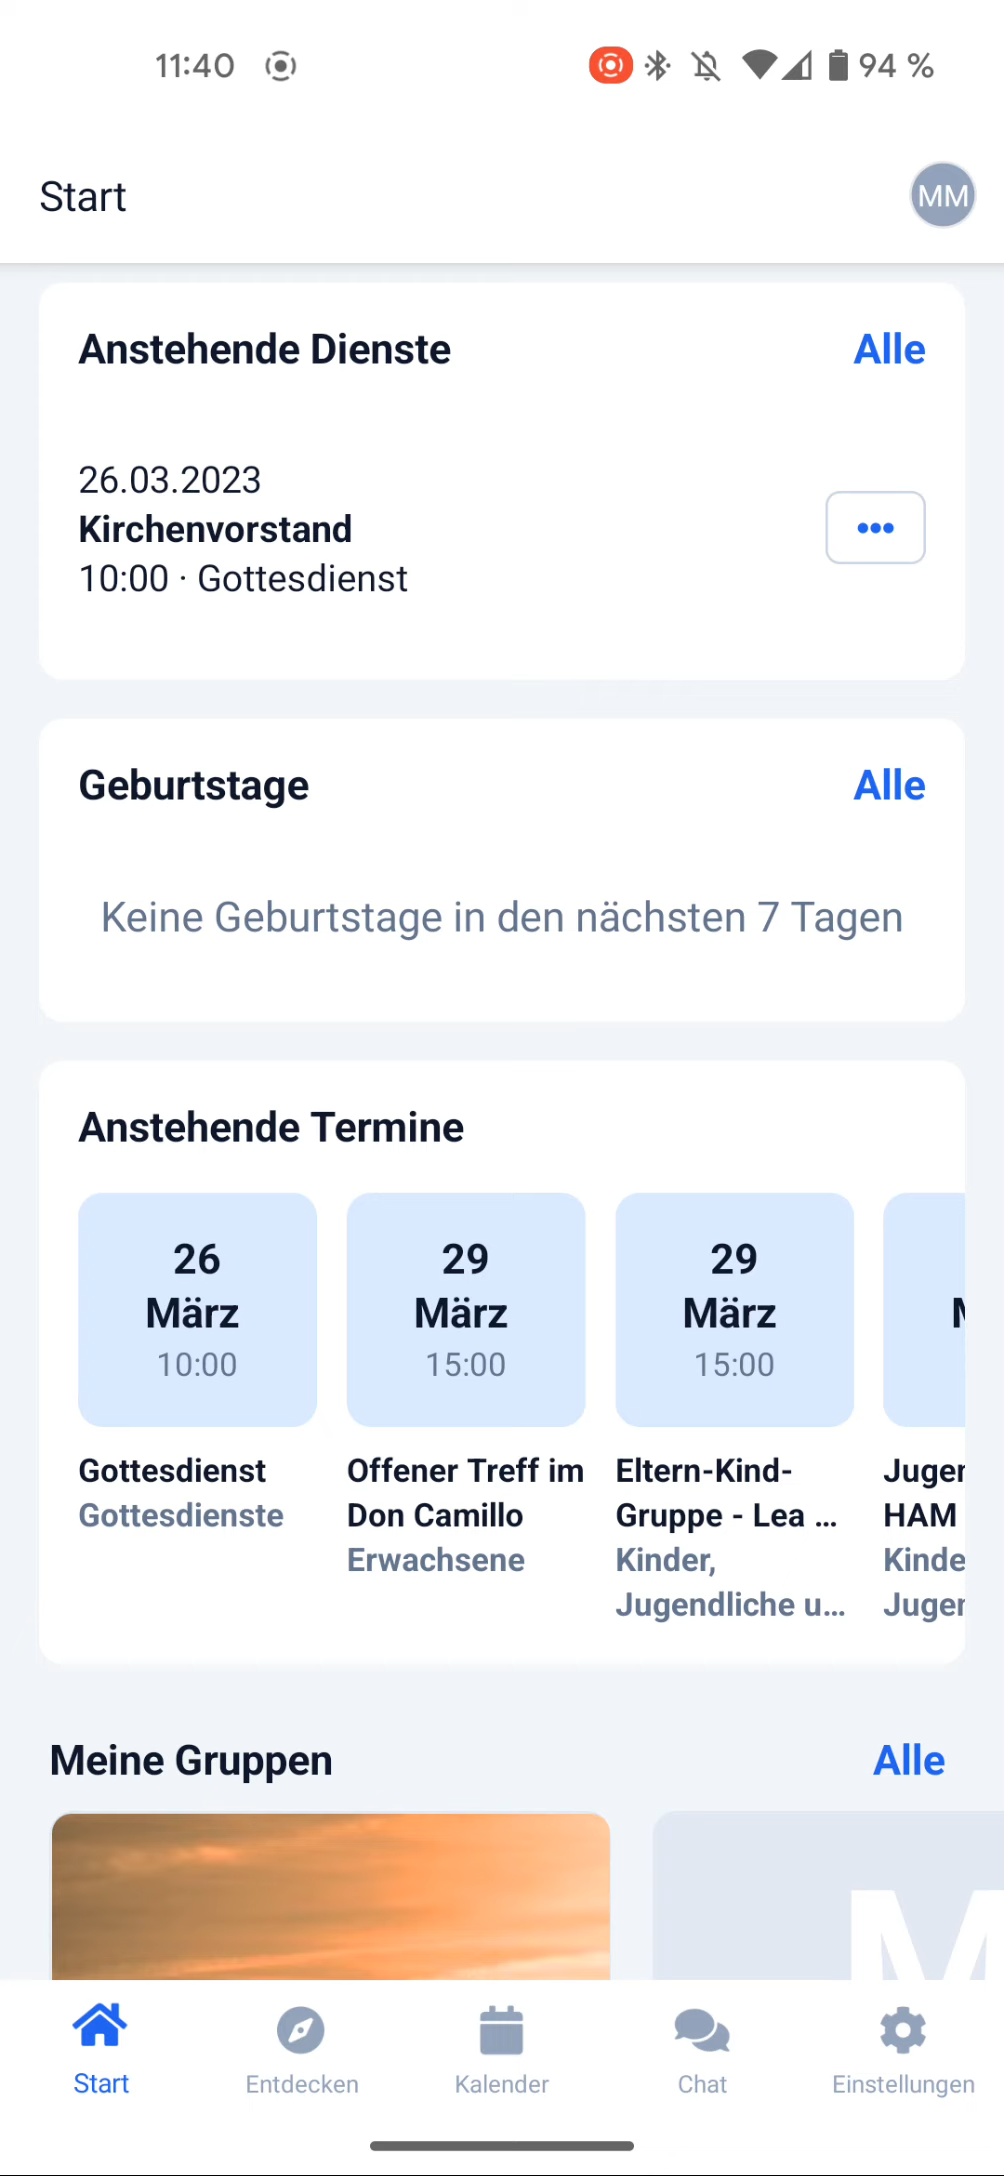 11:40
94 %
Start
MM
Anstehende Dienste
Alle
26.03.2023
Kirchenvorstand
10:00 · Gottesdienst
Geburtstage
Alle
Keine Geburtstage in den nächsten 7 Tagen
Anstehende Termine
26
März
10:00
Gottesdienst
Gottesdienste
29
März
15:00
Offener Treff im
Don Camillo
Erwachsene
29
März
15:00
Eltern-Kind-
Gruppe - Lea ...
Kinder,
Jugendliche u...
HAM
Meine Gruppen
Alle
M
Start
Entdecken
Kalender
Chat
Einstellungen